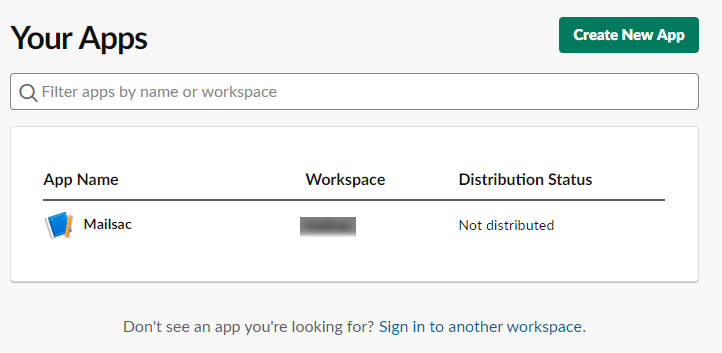 Your Apps
Create New App
Filter apps by name or workspace
App Name Workspace Distribution Status
Mailsac Not distributed
Don't see an app you're looking for? Sign in to another workspace.